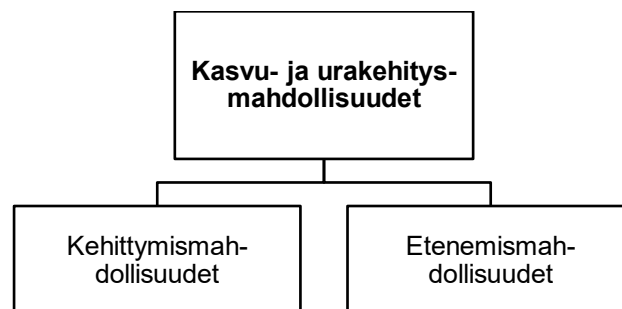 Kasvu- ja urakehitys-
mahdollisuudet
Kehittymismah-
dollisuudet
Etenemismah-
dollisuudet